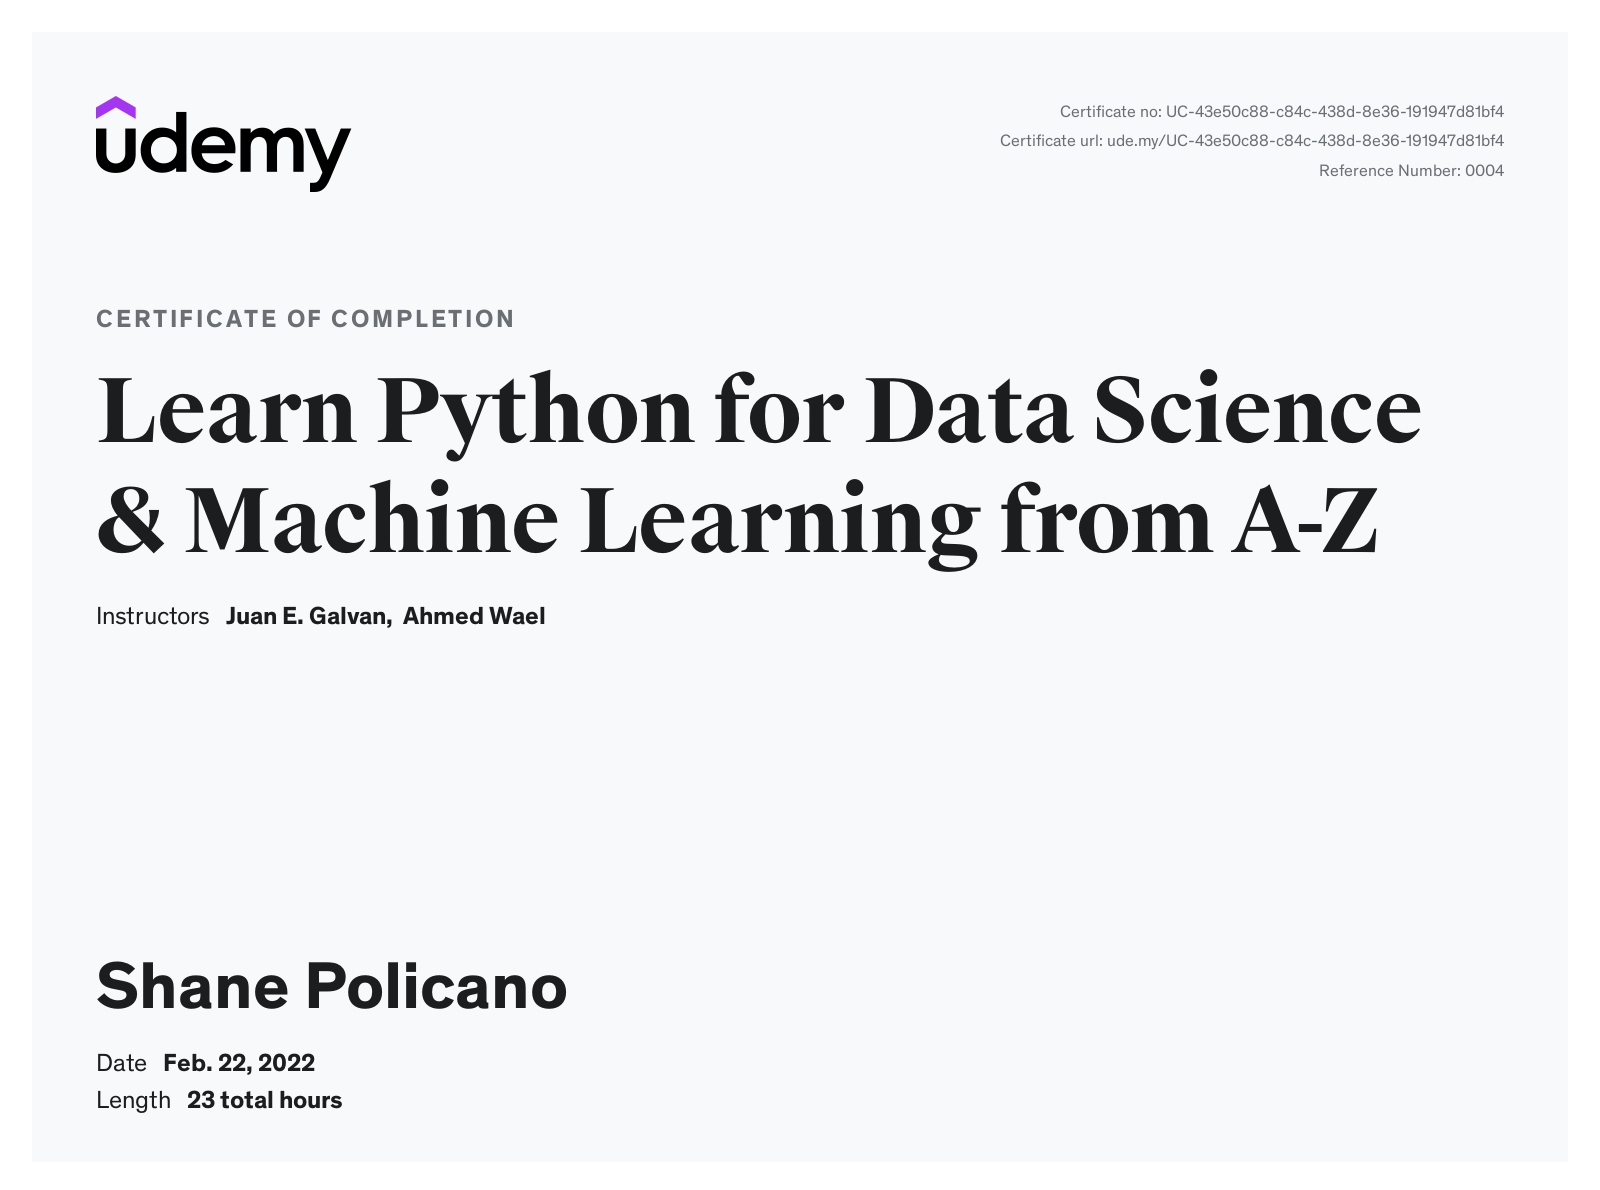 udemy
Certificate no: UC-43e50c88-c84c-438d-8e36-191947d81bf4
Certificate url: ude.my/UC-43e50c88-c84c-438d-8e36-191947d81bf4
Reference Number: 0004
CERTIFICATE OF COMPLETION
Learn Python for Data Science
& Machine Learning from A-Z
Instructors Juan E. Galvan, Ahmed Wael
Shane Policano
Date Feb. 22, 2022
Length 23 total hours